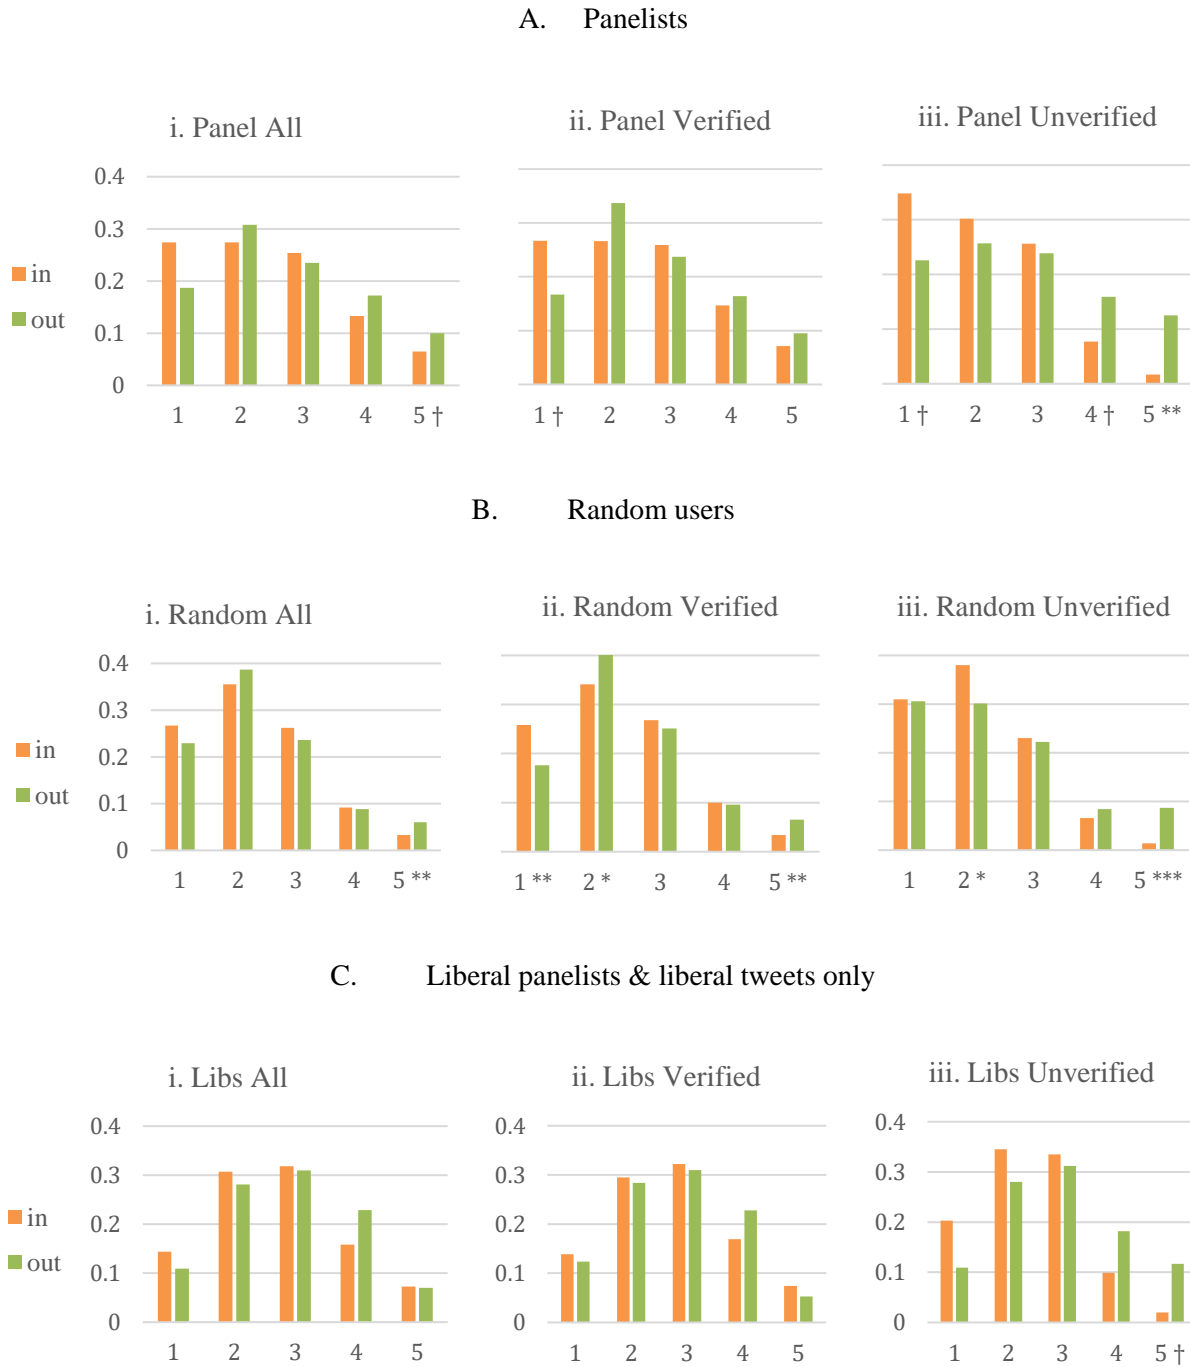 A. Panelists
i. Panel All
ii. Panel Verified
iii. Panel Unverified
0.4
0.3
0.2
0.1
0
in
out
1 2 3 4 5 †
1 † 2 3 4 5
1 † 2 3 4 † 5 **
B. Random users
i. Random All
ii. Random Verified
iii. Random Unverified
0.4
0.3
0.2
0.1
0
in
out
1 2 3 4 5 **
1 ** 2 * 3 4 5 **
1 2 * 3 4 5 ***
C. Liberal panelists & liberal tweets only
i. Libs All
ii. Libs Verified
iii. Libs Unverified
in
out
0.4
0.3
0.2
0.1
0
1 2 3 4 5
0.4
0.3
0.2
0.1
0
1 2 3 4 5
0.4
0.3
0.2
0.1
0
1 2 3 4 5 †